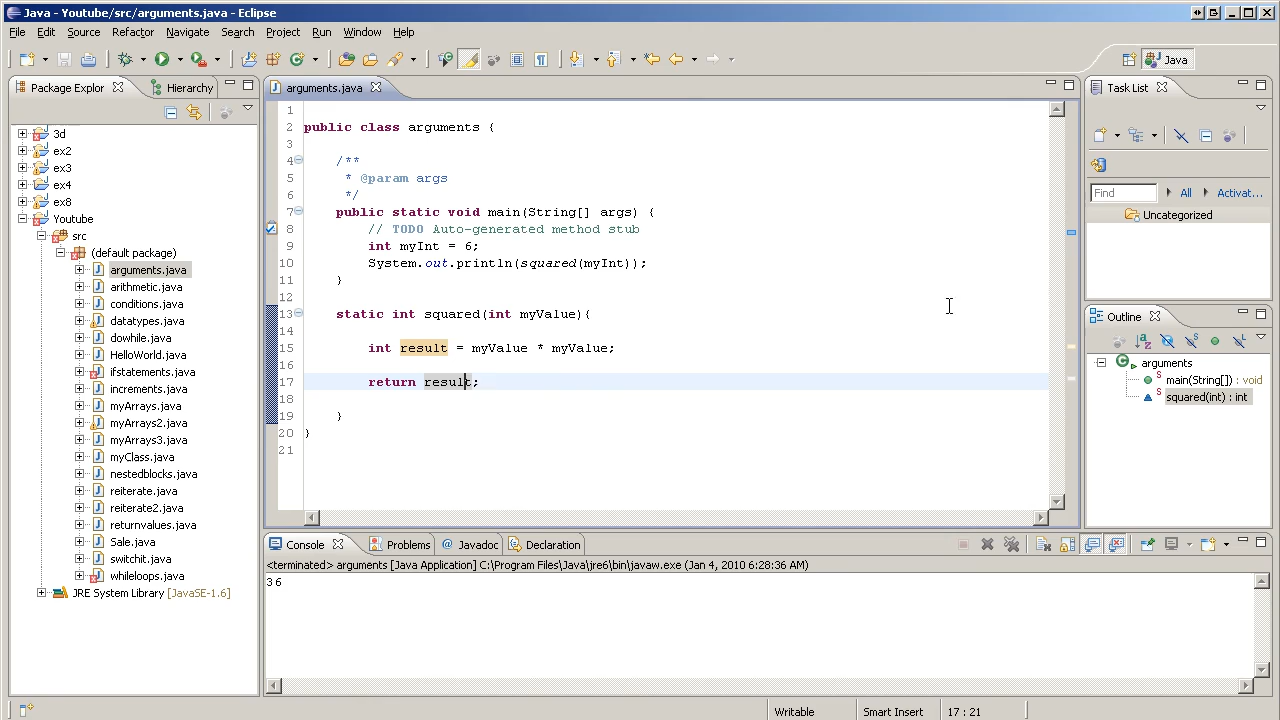 Java - Youtube/src/arguments.java - Eclipse
File Edit Source Refactor Navigate Search Project Run Window Help
Java
Package Explor Hierarchy
3d
ex2
ex3
ex4
ex8
Youtube
src
(default package)
arguments.java
arithmetic.java
conditions.java
datatypes.java
dowhile.java
HelloWorld.java
ifstatements.java
increments.java
myArrays.java
myArrays2.java
myArrays3.java
myClass.java
nestedblocks.java
reiterate.java
reiterate2.java
returnvalues.java
Sale.java
switchit.java
whileloops.java
JRE System Library [JavaSE-1.6]
arguments.java
1
2 public class arguments {
3
4 /**
5 * @param args
6 */
7 public static void main(String[] args) {
8 // TODO Auto-generated method stub
9 int myInt = 6;
10 System.out.println(squared(myInt));
11 }
12
13 static int squared(int myValue){
14
15 int result = myValue * myValue;
16
17 return result;
18
19 }
20 }
21
Task List
Find All Activat...
Uncategorized
Outline
arguments
main(String[]) : void
squared(int) : int
Console Problems @ Javadoc Declaration
<terminated> arguments [Java Application] C:\Program Files\Java\jre6\bin\javaw.exe (Jan 4, 2010 6:28:36 AM)
36
Writable Smart Insert 17 : 21